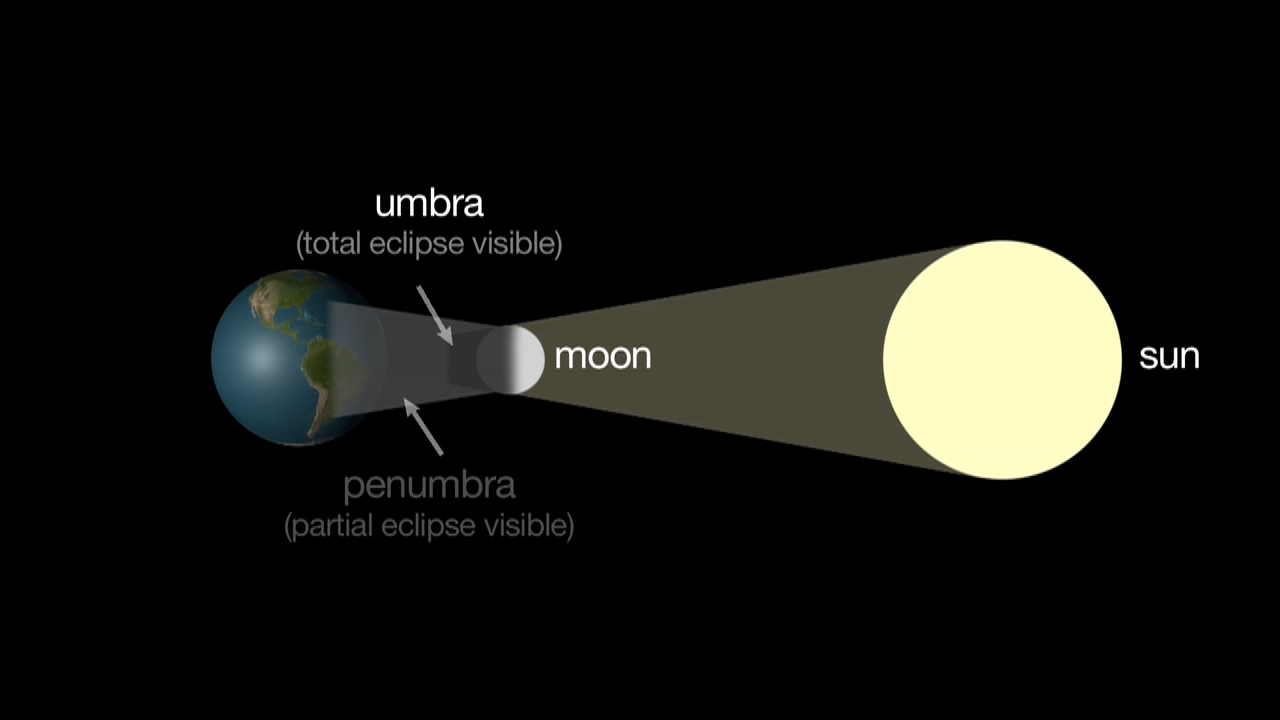 umbra
(total eclipse visible)
moon
sun
penumbra
(partial eclipse visible)